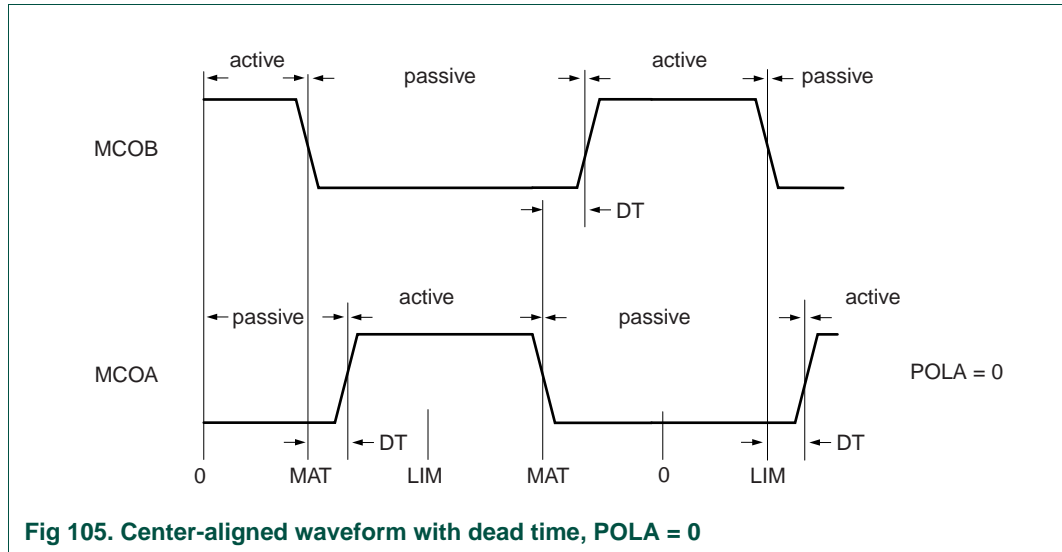 active
passive
active
passive
MCOB
DT
active
active
passive
passive
MCOA
POLA = 0
DT
DT
0
MAT
LIM
MAT
0
LIM
Fig 105. Center-aligned waveform with dead time, POLA = 0